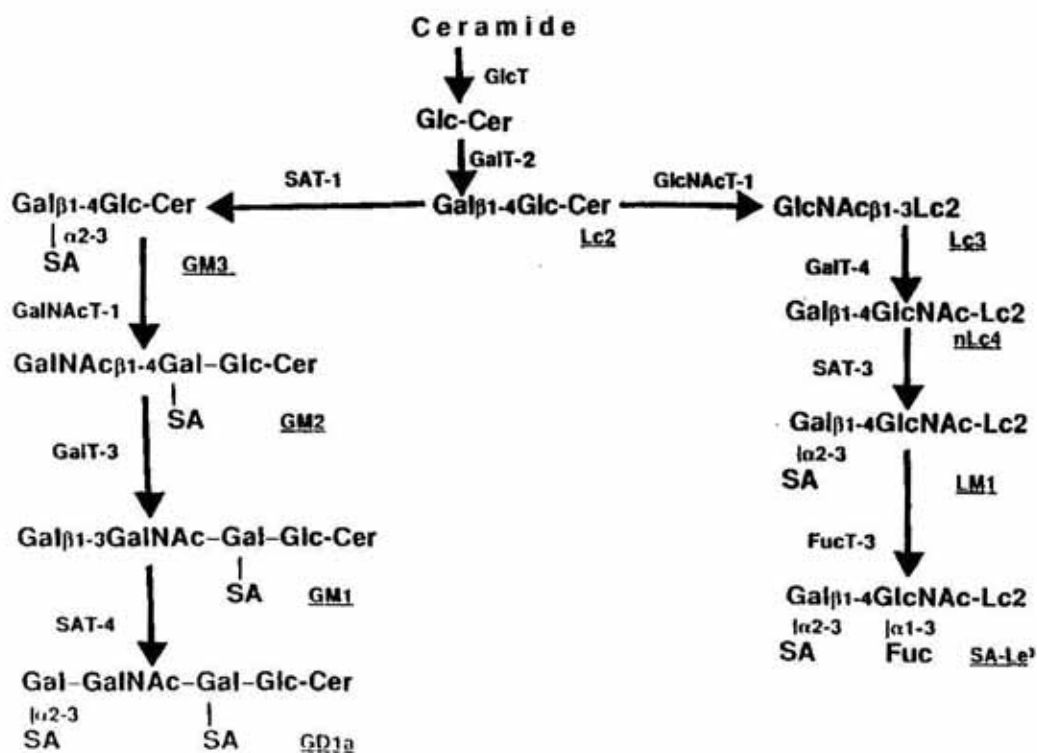 Ceramide
GlcT
Glc-Cer
GalT-2
SAT-1
GlcNAcT-1
Galβ1-4Glc-Cer
Galβ1-4Glc-Cer
GlcNAcβ1-3Lc2
α2-3
SA
GM3
Lc2
Lc3
GalNAcT-1
GalT-4
GalNAcβ1-4Gal-Glc-Cer
SA
GM2
Galβ1-4GlcNAc-Lc2
nLc4
GalT-3
SAT-3
Galβ1-4GlcNAc-Lc2
α2-3
SA
LM1
Galβ1-3GalNAc-Gal-Glc-Cer
SA
GM1
FucT-3
SAT-4
Galβ1-4GlcNAc-Lc2
α2-3
α1-3
SA
Fuc
Gal-GalNAc-Gal-Glc-Cer
α2-3
SA
SA
GD1a